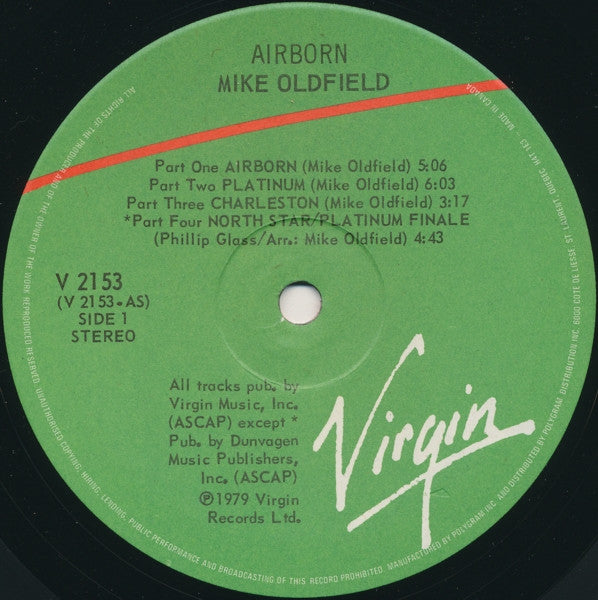 AIRBORN
MIKE OLDFIELD
Part One AIRBORN (Mike Oldfield) 5:06
Part Two PLATINUM (Mike Oldfield) 6:03
Part Three CHARLESTON (Mike Oldfield) 3:17
*Part Four NORTH STAR/PLATINUM FINALE
(Phillip Glass/Arr.: Mike Oldfield) 4:43
V 2153
(V 2153-AS)
SIDE 1
STEREO
All tracks pub. by
Virgin Music, Inc.
(ASCAP) except *
Pub. by Dunvagen
Music Publishers,
Inc. (ASCAP)
℗1979 Virgin
Records Ltd.
Virgin
ALL RIGHTS OF THE PRODUCER AND OF THE OWNER OF THE WORK REPRODUCED RESERVED. UNAUTHORISED COPYING, HIRING, LENDING, PUBLIC PERFORMANCE AND BROADCASTING OF THIS RECORD PROHIBITED. MANUFACTURED BY POLYGRAM INC. AND DISTRIBUTED BY POLYGRAM DISTRIBUTION INC. 6000 COTE DE LIESSE, ST LAURENT, QUEBEC H4T 1E3 - MADE IN CANADA